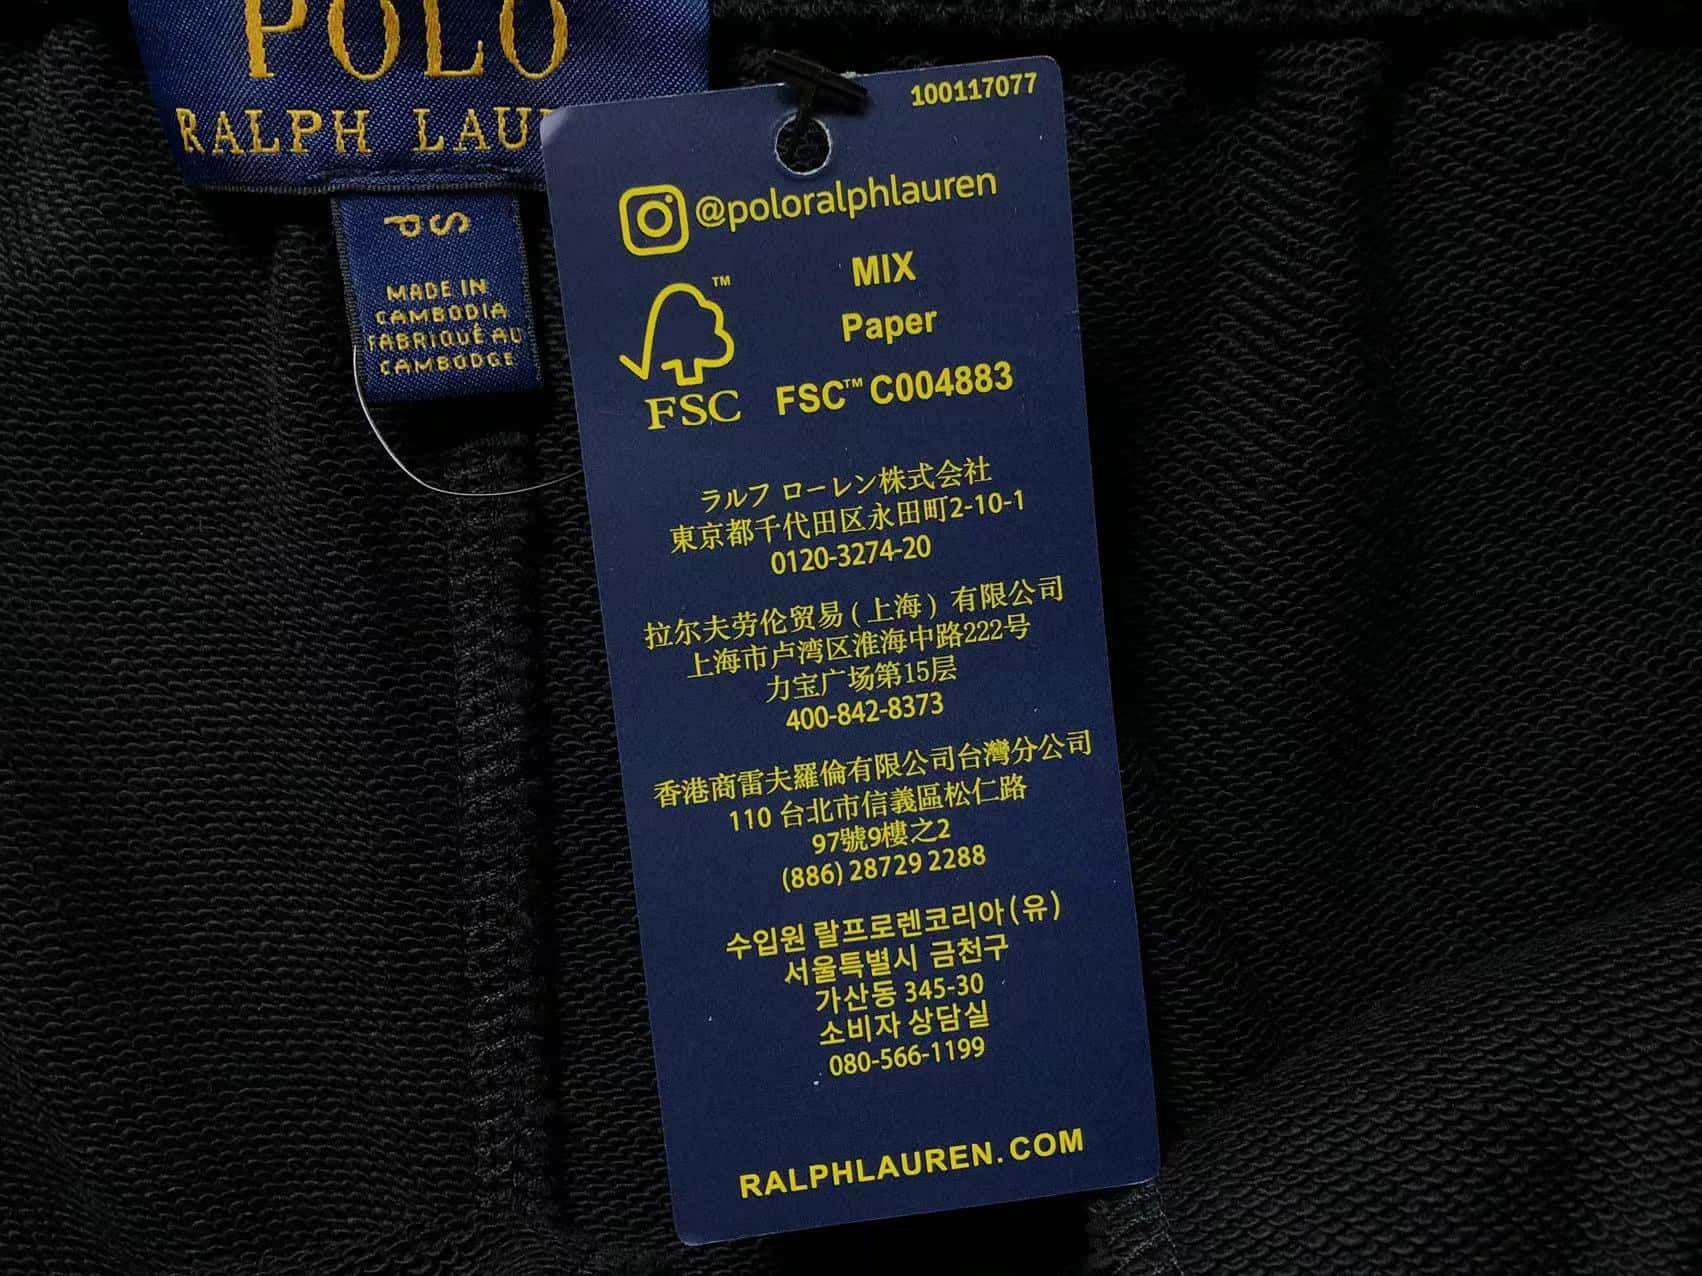 POLO
RALPH LAU
S
P
MADE IN
CAMBODIA
FABRIQUÉ AU
CAMBODGE
100117077
@poloralphlauren
MIX
Paper
FSC™ C004883
™
FSC
ラルフ ローレン株式会社
東京都千代田区永田町2-10-1
0120-3274-20
拉尔夫劳伦贸易(上海)有限公司
上海市卢湾区淮海中路222号
力宝广场第15层
400-842-8373
香港商雷夫羅倫有限公司台灣分公司
110 台北市信義區松仁路
97號9樓之2
(886) 28729 2288
수입원 랄프로렌코리아(유)
서울특별시 금천구
가산동 345-30
소비자 상담실
080-566-1199
RALPHLAUREN.COM